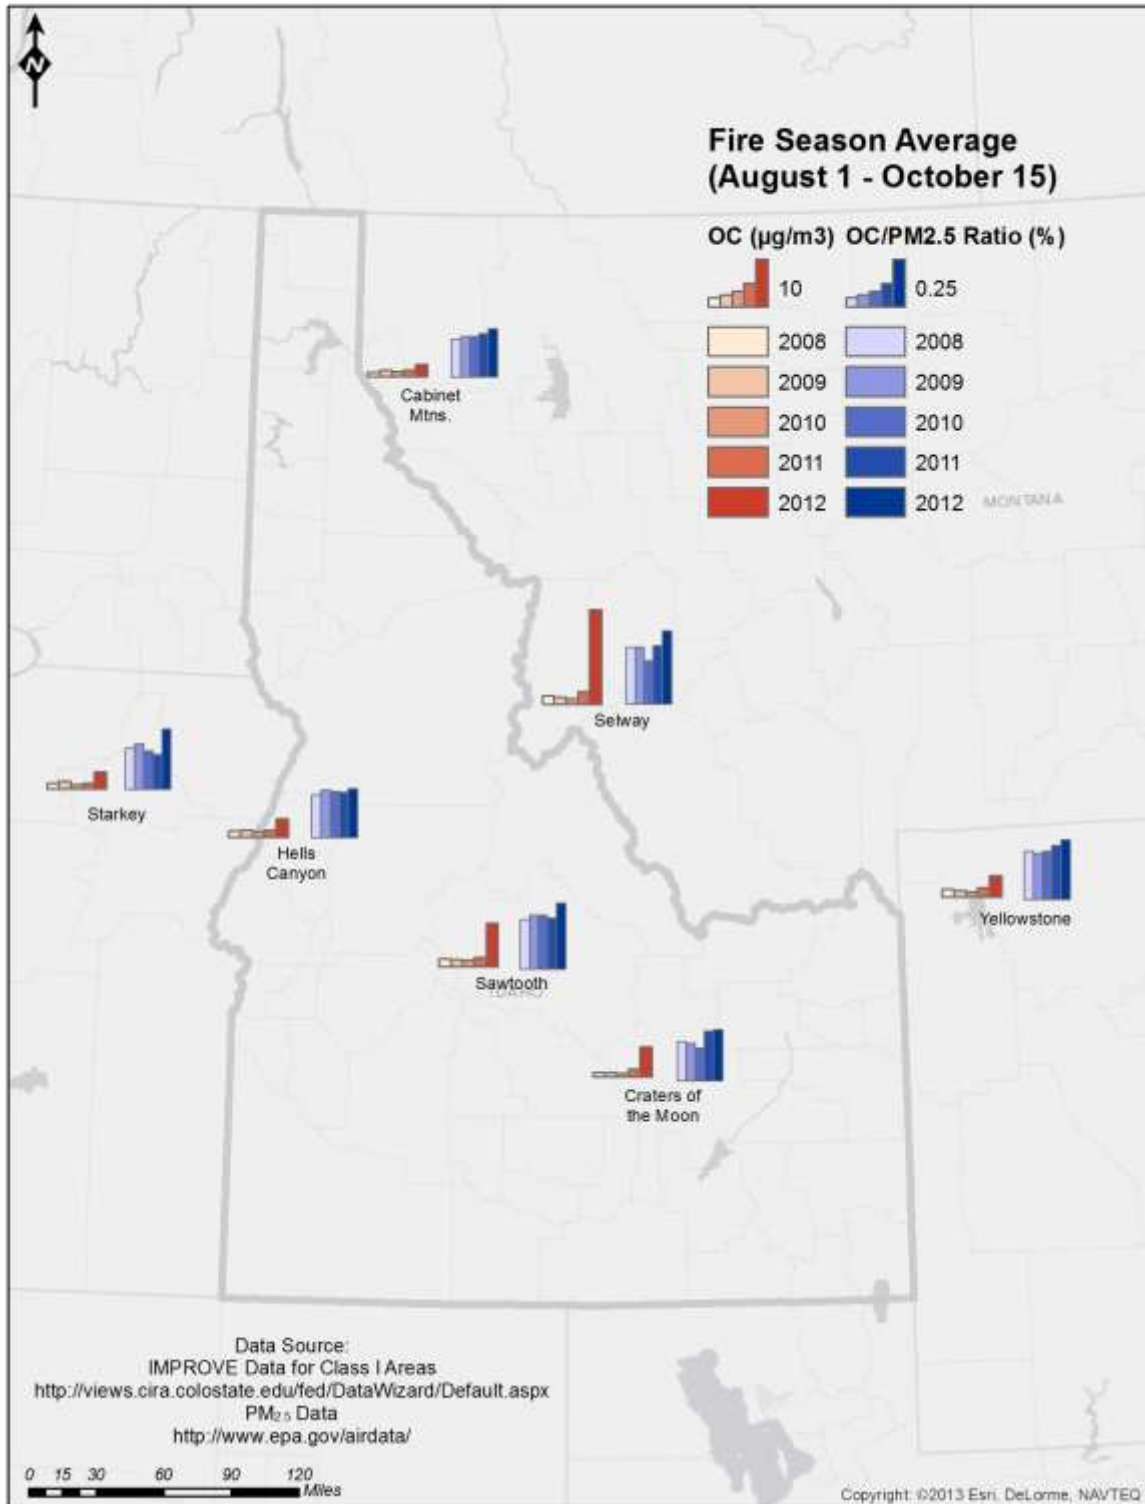 N
Fire Season Average
(August 1 - October 15)
OC (µg/m3) OC/PM2.5 Ratio (%)
10 0.25
2008 2008
2009 2009
2010 2010
2011 2011
2012 2012
MONTANA
Cabinet
Mtns.
Selway
Starkey
Hells
Canyon
Yellowstone
Sawtooth
IDAHO
Craters of
the Moon
Data Source:
IMPROVE Data for Class I Areas
http://views.cira.colostate.edu/fed/DataWizard/Default.aspx
PM2.5 Data
http://www.epa.gov/airdata/
0 15 30 60 90 120
Miles
Copyright: ©2013 Esri, DeLorme, NAVTEQ